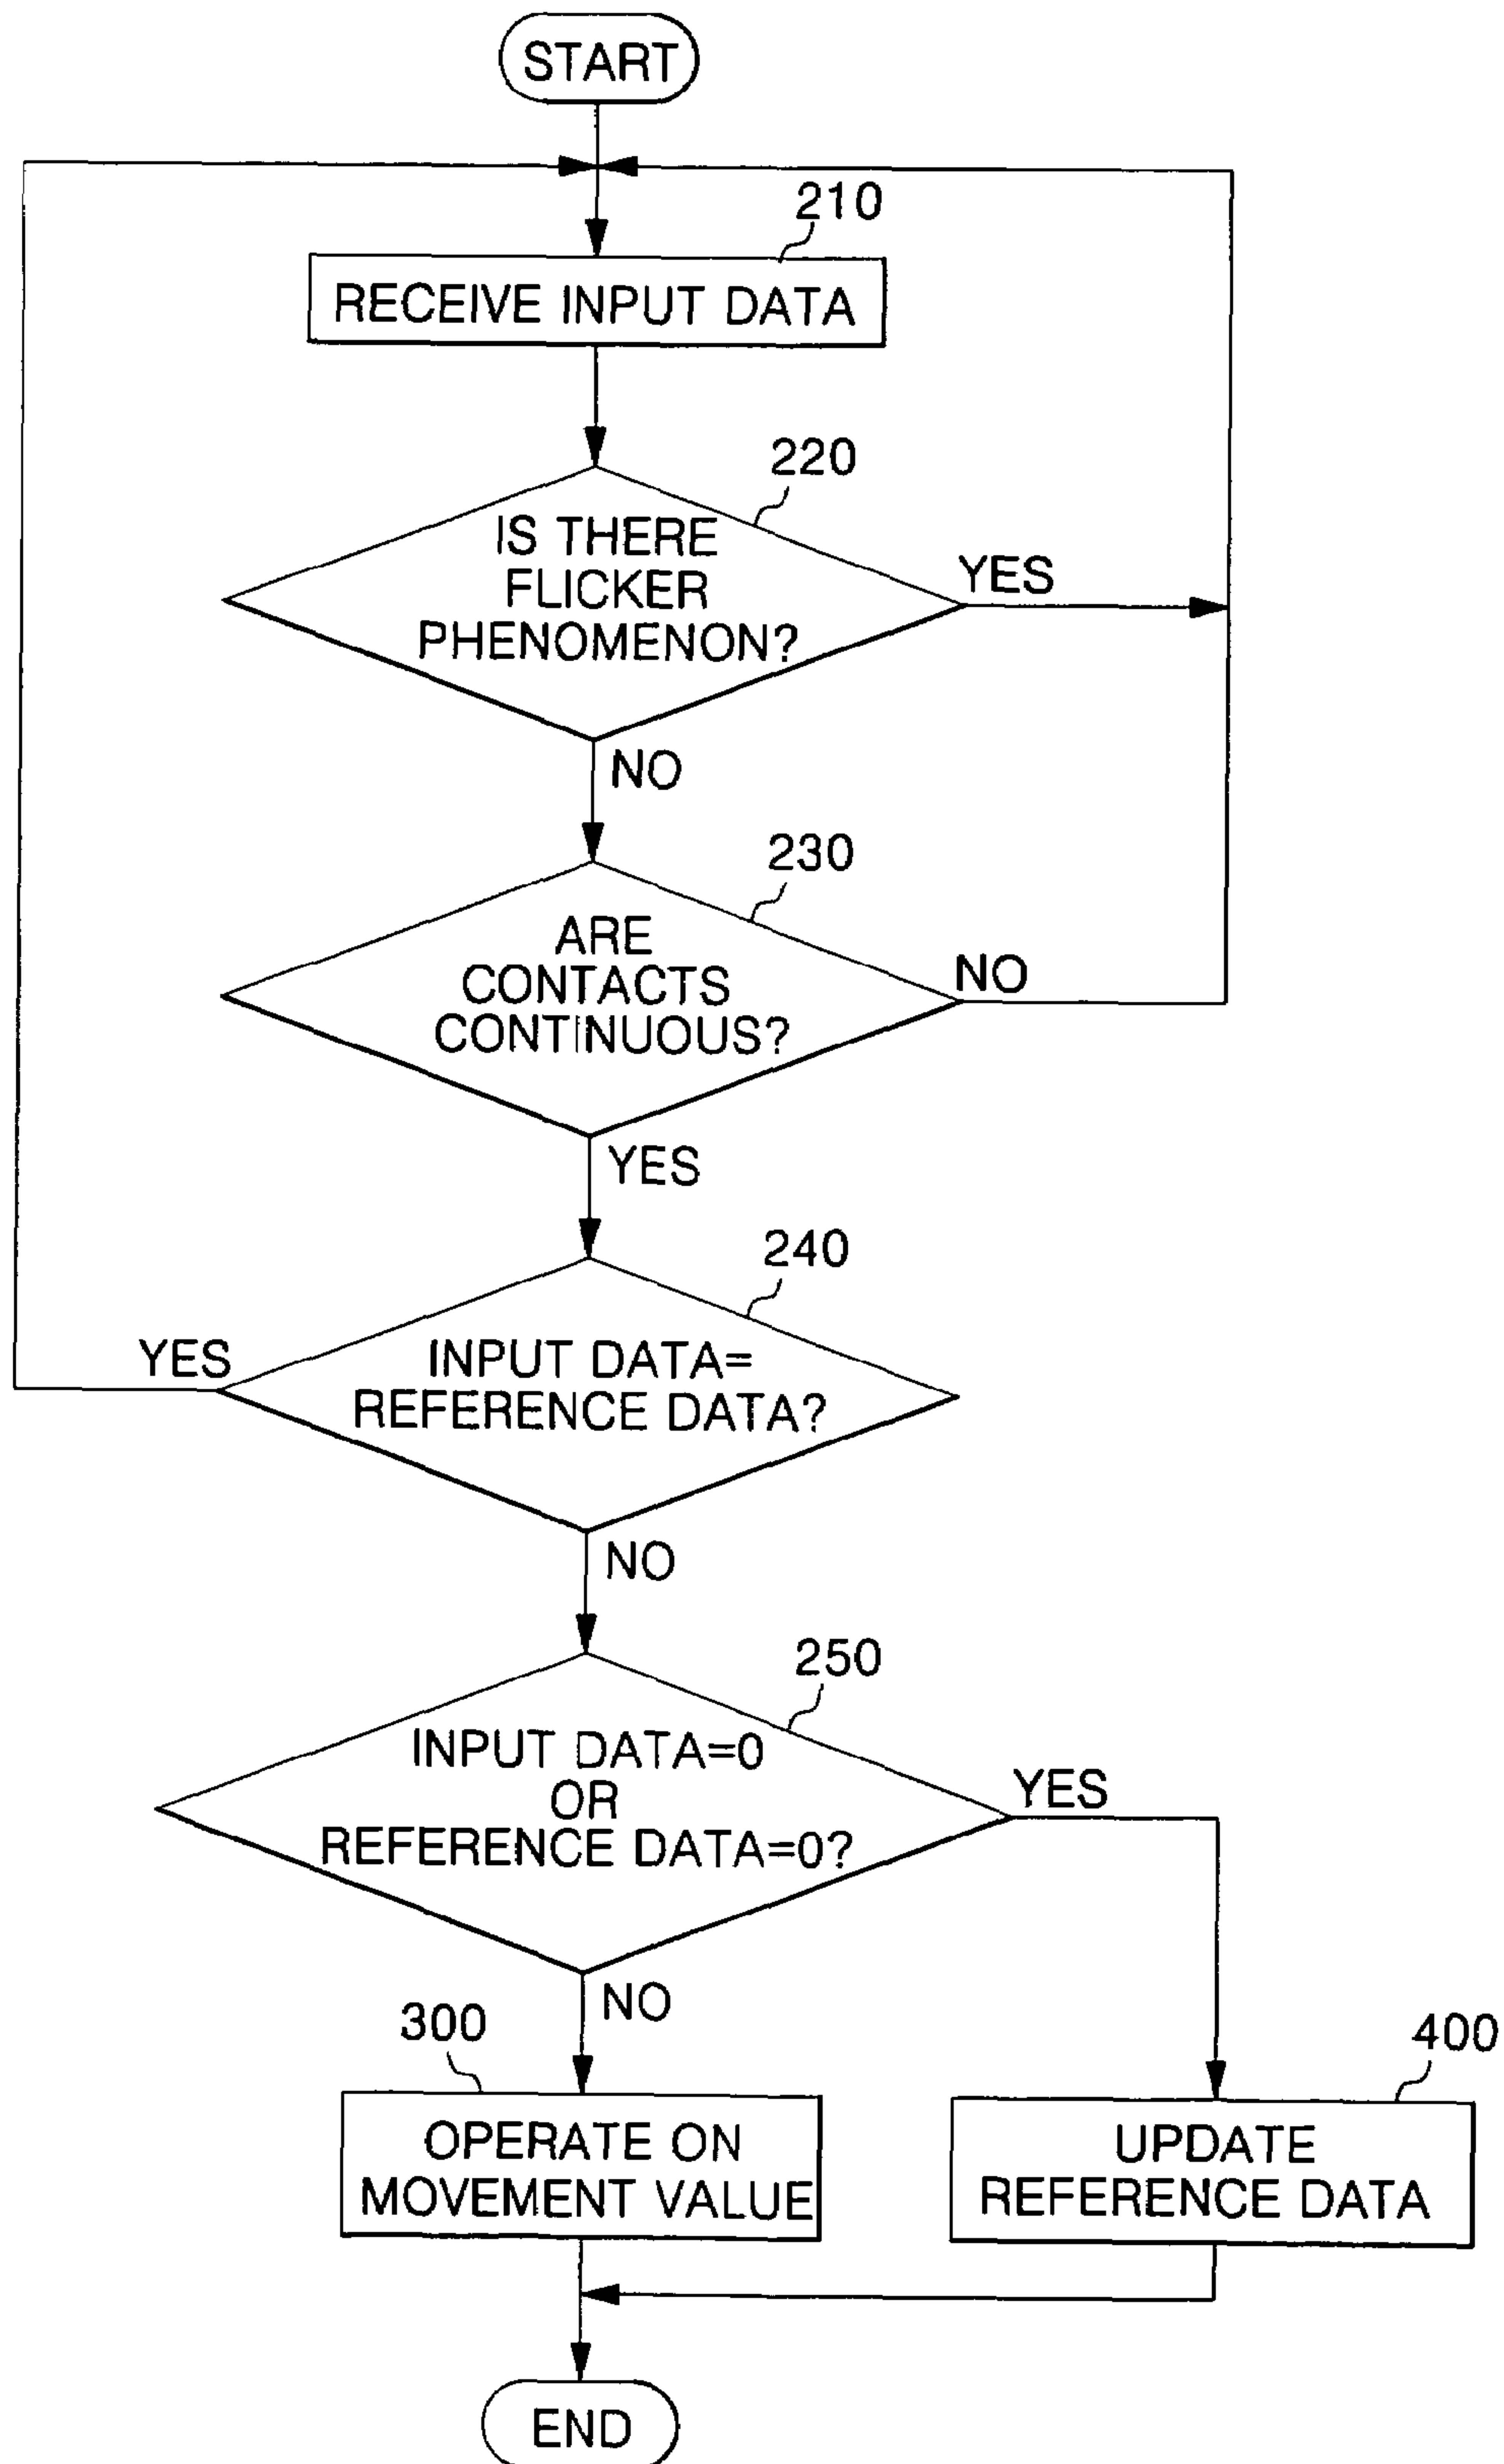 START
210
RECEIVE INPUT DATA
220
IS THERE
FLICKER
PHENOMENON?
YES
NO
230
ARE
CONTACTS
CONTINUOUS?
NO
YES
240
YES
INPUT DATA=
REFERENCE DATA?
NO
250
INPUT DATA=0
OR
REFERENCE DATA=0?
YES
NO
300
400
OPERATE ON
MOVEMENT VALUE
UPDATE
REFERENCE DATA
END